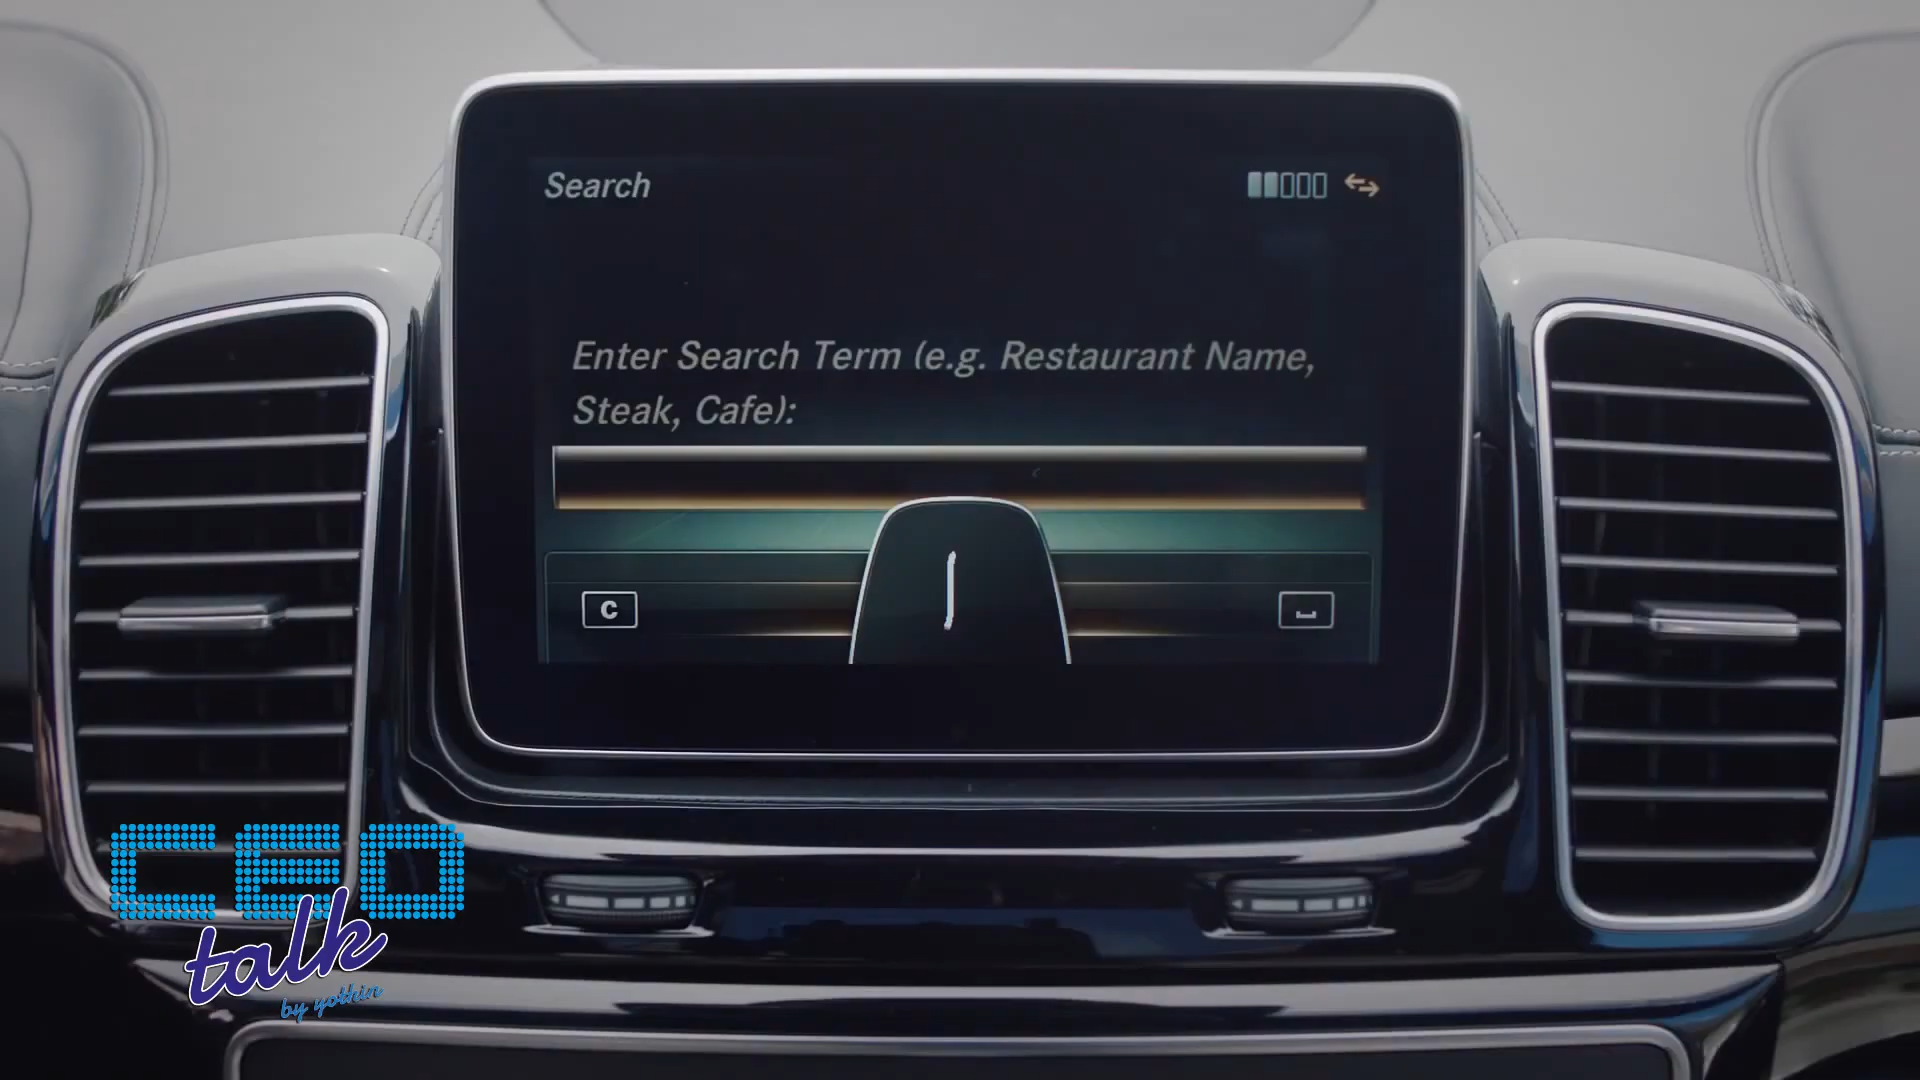 Search
Enter Search Term (e.g. Restaurant Name,
Steak, Cafe):
C
CEO
talk
by yothin